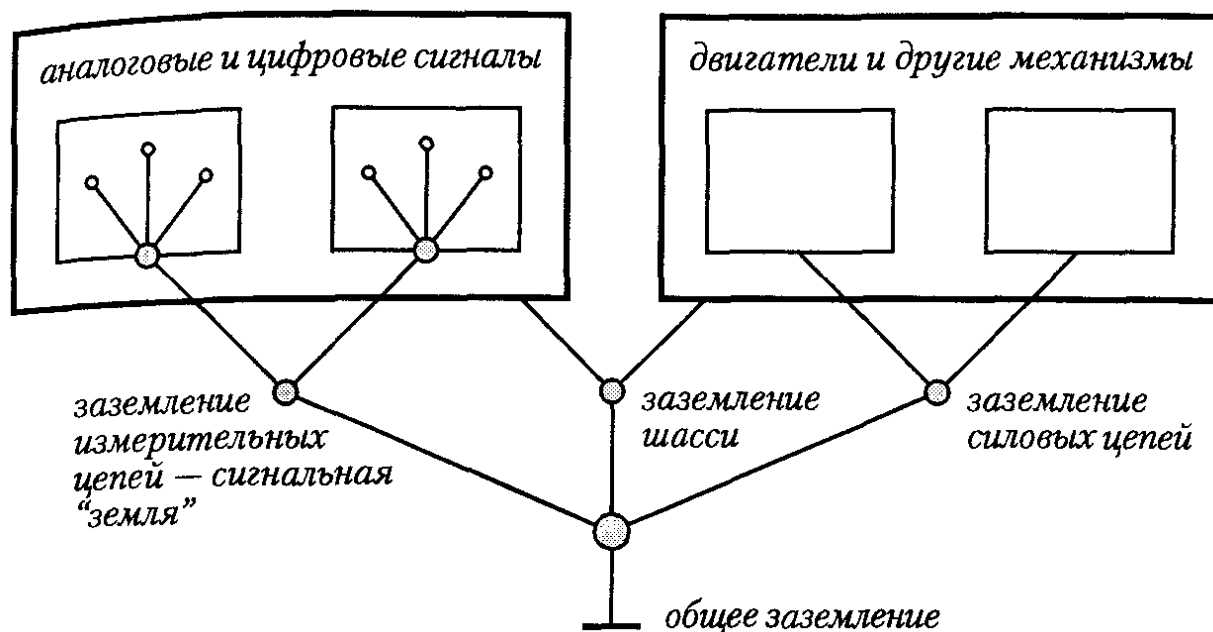 аналоговые и цифровые сигналы
двигатели и другие механизмы
заземление
измерительных
цепей — сигнальная
“земля”
заземление
шасси
заземление
силовых цепей
общее заземление